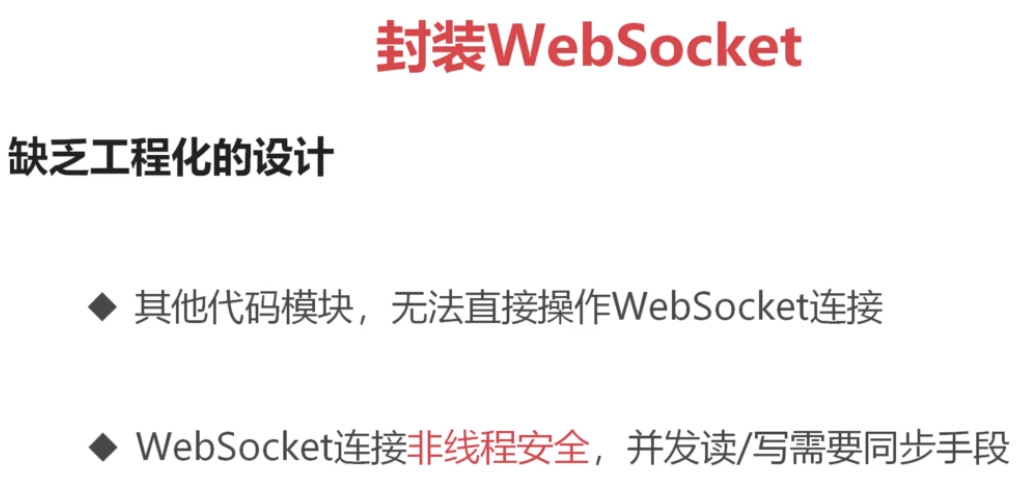 封装WebSocket
缺乏工程化的设计
◆ 其他代码模块，无法直接操作WebSocket连接
◆ WebSocket连接非线程安全，并发读/写需要同步手段